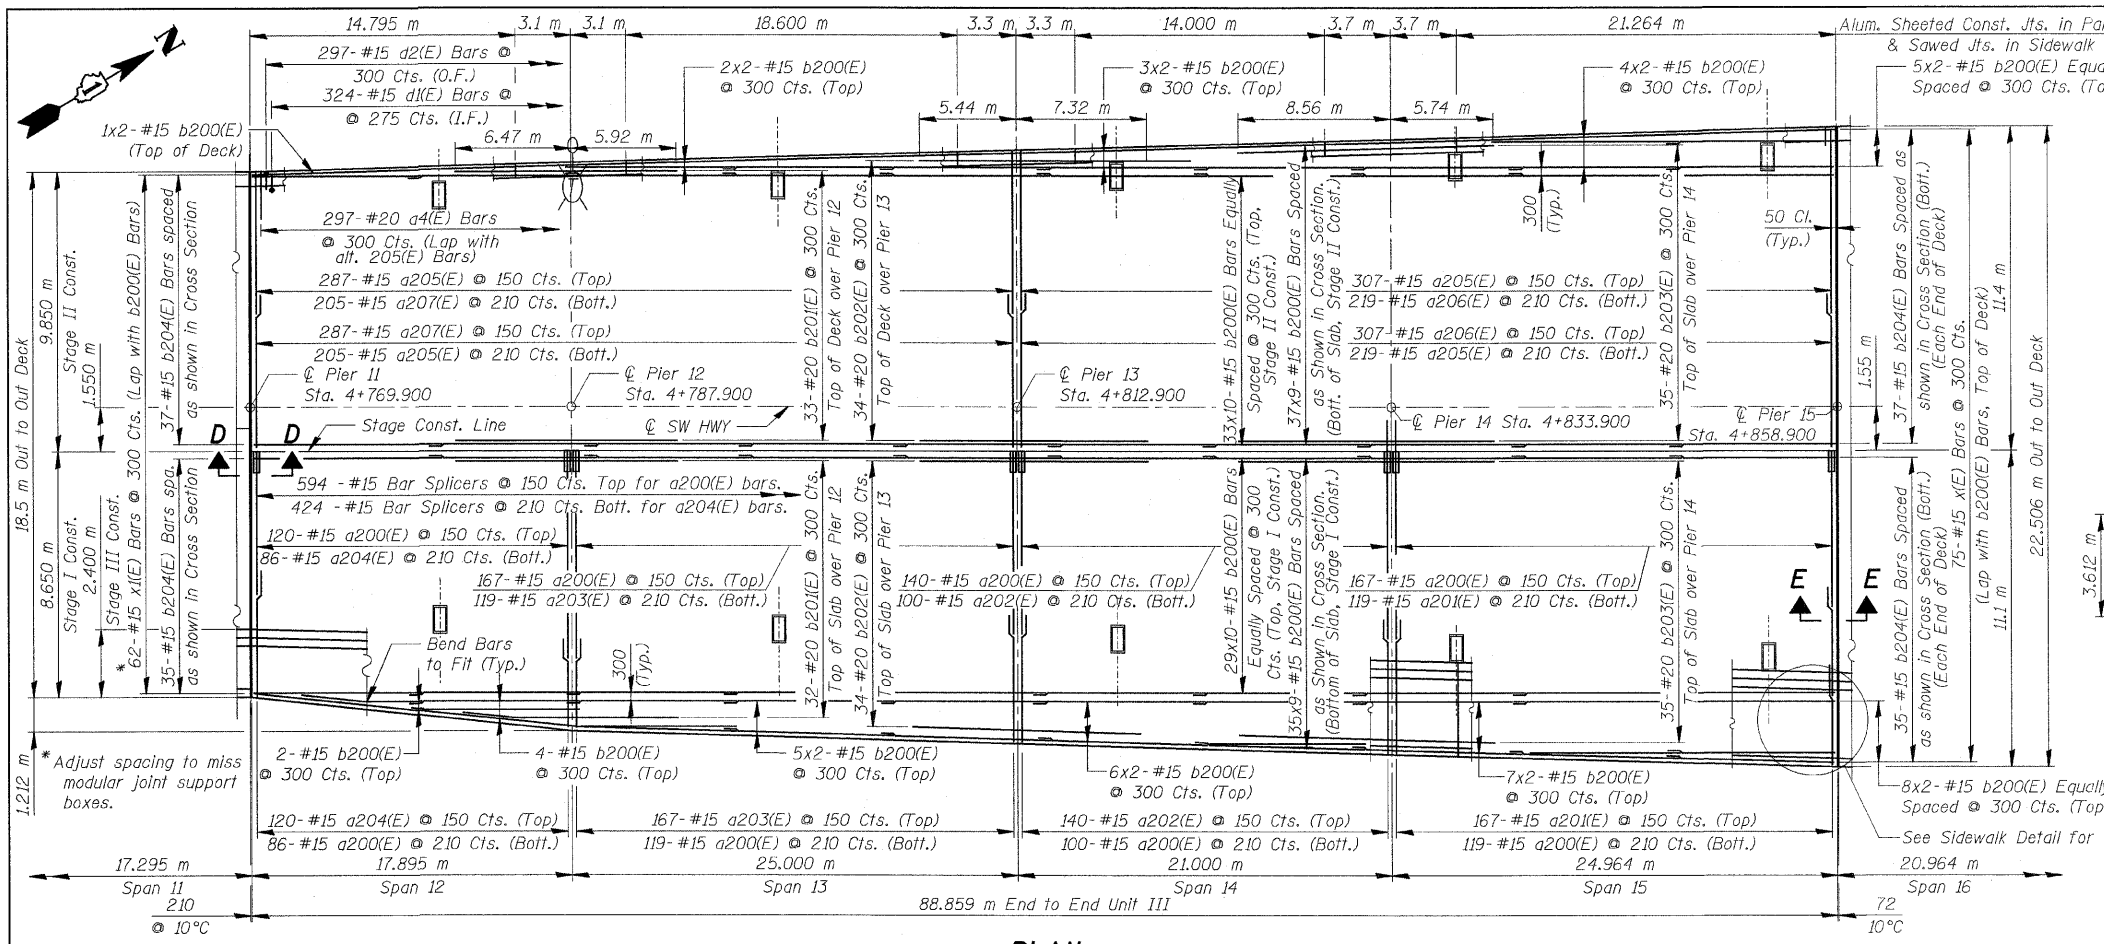 14.795 m
3.1 m
3.1 m
18.600 m
3.3 m
3.3 m
14.000 m
3.7 m
3.7 m
21.264 m
Alum. Sheeted Const. Jts. in
& Sawed Jts. in Sidewalk
N
297-#15 d2(E) Bars @
300 Cts. (O.F.)
324-#15 d1(E) Bars @
@ 275 Cts. (I.F.)
2x2-#15 b200(E)
@ 300 Cts. (Top)
3x2-#15 b200(E)
@ 300 Cts. (Top)
4x2-#15 b200(E)
@ 300 Cts. (Top)
5x2-#15 b200(E)
Spaced @ 300 Cts.
1x2-#15 b200(E)
(Top of Deck)
6.47 m
5.92 m
5.44 m
7.32 m
8.56 m
5.74 m
297-#20 a4(E) Bars
@ 300 Cts. (Lap with
alt. 205(E) Bars)
300
(Typ.)
50 Cl.
(Typ.)
287-#15 a205(E) @ 150 Cts. (Top)
205-#15 a207(E) @ 210 Cts. (Bott.)
287-#15 a207(E) @ 150 Cts. (Top)
205-#15 a205(E) @ 210 Cts. (Bott.)
307-#15 a205(E) @ 150 Cts. (Top)
219-#15 a206(E) @ 210 Cts. (Bott.)
307-#15 a206(E) @ 150 Cts. (Top)
219-#15 a205(E) @ 210 Cts. (Bott.)
18.5 m Out to Out Deck
9.850 m
Stage II Const.
1.550 m
8.650 m
Stage I Const.
2.400 m
Stage III Const.
* 62-#15 x1(E) Bars @ 300 Cts. (Lap with b200(E) Bars)
37-#15 b204(E) Bars spaced
as shown in Cross Section
35-#15 b204(E) Bars spa.
as shown in Cross Section
33-#20 b201(E) @ 300 Cts.
Top of Deck over Pier 12
34-#20 b202(E) @ 300 Cts.
Top of Deck over Pier 13
33x10-#15 b200(E) Bars Equally
Spaced @ 300 Cts. (Top,
Stage II Const.)
37x9-#15 b200(E) Bars Spaced
as Shown in Cross Section.
(Bott. of Slab, Stage II Const.)
35-#20 b203(E) @ 300 Cts.
Top of Slab over Pier 14
1.55 m
37-#15 b204(E) Bars Spaced as
shown in Cross Section (Bott.)
(Each End of Deck)
75-#15 x(E) Bars @ 300 Cts.
(Lap with b200(E) Bars, Top of Deck)
11.4 m
22.506 m Out to Out Deck
11.1 m
3.612 m
℄ Pier 11
Sta. 4+769.900
℄ Pier 12
Sta. 4+787.900
℄ Pier 13
Sta. 4+812.900
℄ Pier 14 Sta. 4+833.900
℄ Pier 15
Sta. 4+858.900
Stage Const. Line
℄ SW HWY
D
D
594 -#15 Bar Splicers @ 150 Cts. Top for a200(E) bars.
424 -#15 Bar Splicers @ 210 Cts. Bott. for a204(E) bars.
120-#15 a200(E) @ 150 Cts. (Top)
86-#15 a204(E) @ 210 Cts. (Bott.)
167-#15 a200(E) @ 150 Cts. (Top)
119-#15 a203(E) @ 210 Cts. (Bott.)
140-#15 a200(E) @ 150 Cts. (Top)
100-#15 a202(E) @ 210 Cts. (Bott.)
167-#15 a200(E) @ 150 Cts. (Top)
119-#15 a201(E) @ 210 Cts. (Bott.)
E
E
32-#20 b201(E) @ 300 Cts.
Top of Slab over Pier 12
34-#20 b202(E) @ 300 Cts.
Top of Slab over Pier 13
29x10-#15 b200(E) Bars
Equally Spaced @ 300
Cts. (Top, Stage I Const.)
35x9-#15 b200(E) Bars Spaced
as Shown in Cross Section.
(Bottom of Slab, Stage I Const.)
35-#20 b203(E) @ 300 Cts.
Top of Slab over Pier 14
35-#15 b204(E) Bars Spaced
as shown in Cross Section (Bott.)
(Each End of Deck)
Bend Bars
to Fit (Typ.)
300
(Typ.)
1.212 m
* Adjust spacing to miss
modular joint support
boxes.
2-#15 b200(E)
@ 300 Cts. (Top)
4-#15 b200(E)
@ 300 Cts. (Top)
5x2-#15 b200(E)
@ 300 Cts. (Top)
6x2-#15 b200(E)
@ 300 Cts. (Top)
7x2-#15 b200(E)
@ 300 Cts. (Top)
8x2-#15 b200(E) Equally
Spaced @ 300 Cts. (Top
See Sidewalk Detail for
120-#15 a204(E) @ 150 Cts. (Top)
86-#15 a200(E) @ 210 Cts. (Bott.)
167-#15 a203(E) @ 150 Cts. (Top)
119-#15 a200(E) @ 210 Cts. (Bott.)
140-#15 a202(E) @ 150 Cts. (Top)
100-#15 a200(E) @ 210 Cts. (Bott.)
167-#15 a201(E) @ 150 Cts. (Top)
119-#15 a200(E) @ 210 Cts. (Bott.)
17.295 m
17.895 m
25.000 m
21.000 m
24.964 m
20.964 m
Span 11
Span 12
Span 13
Span 14
Span 15
Span 16
210
@ 10°C
88.859 m End to End Unit III
72
10°C